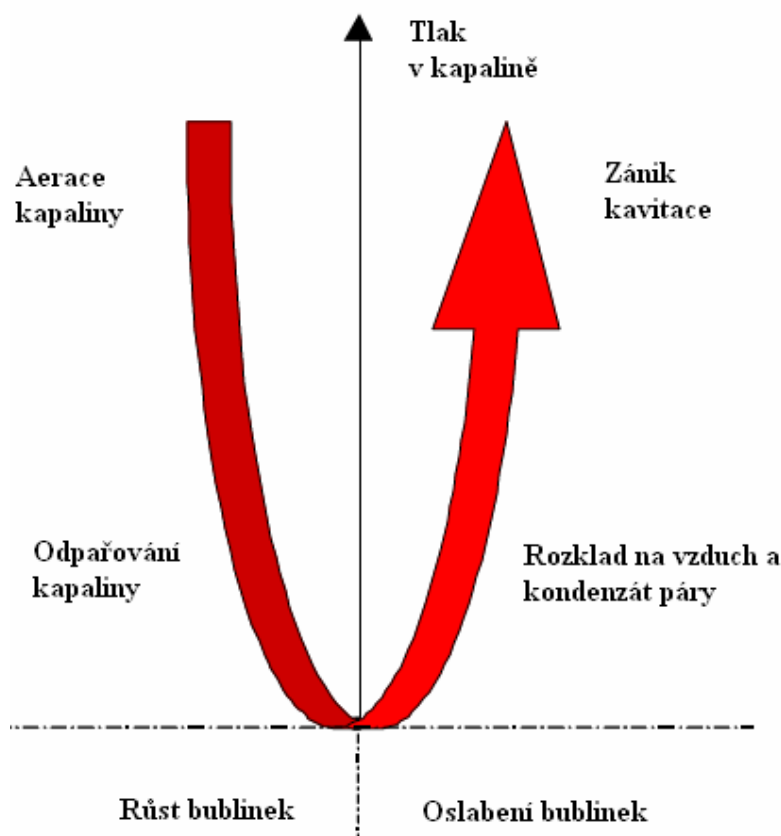 Tlak
v kapalině
Aerace
kapaliny
Zánik
kavitace
Odpařování
kapaliny
Rozklad na vzduch a
kondenzát páry
Růst bublinek
Oslabení bublinek